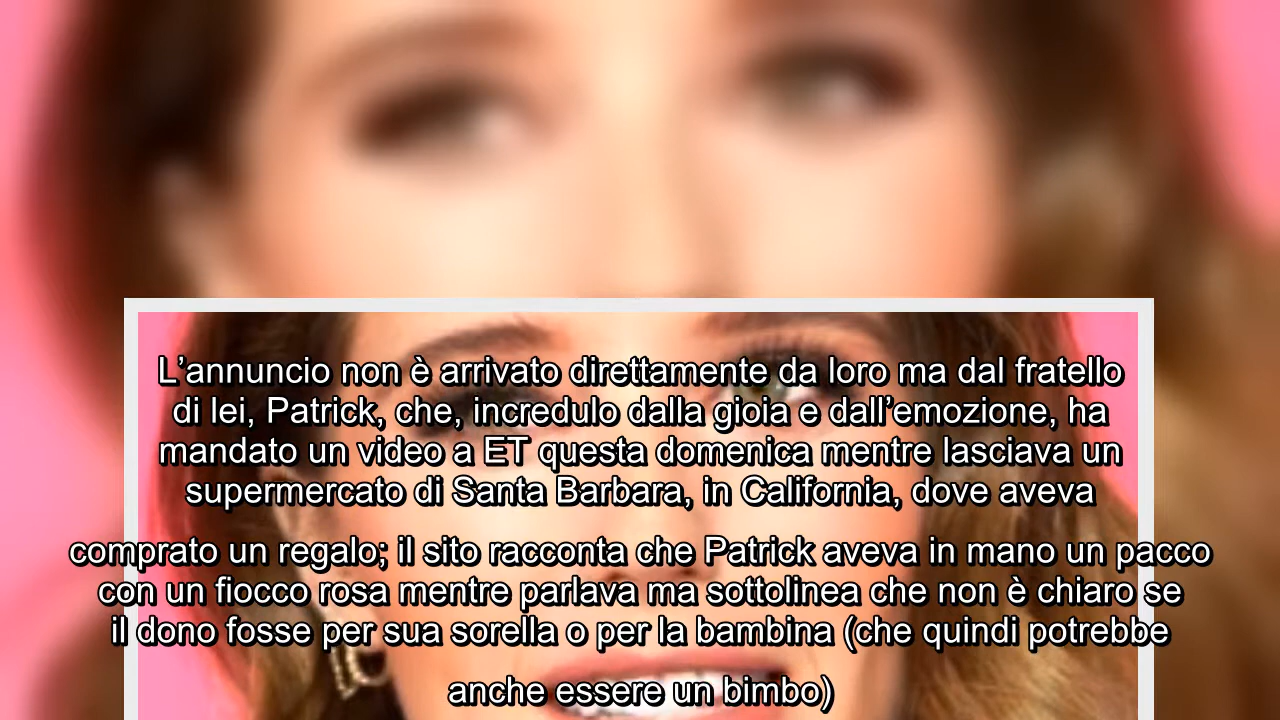 L’annuncio non è arrivato direttamente da loro ma dal fratello
di lei, Patrick, che, incredulo dalla gioia e dall’emozione, ha
mandato un video a ET questa domenica mentre lasciava un
supermercato di Santa Barbara, in California, dove aveva
comprato un regalo; il sito racconta che Patrick aveva in mano un pacco
con un fiocco rosa mentre parlava ma sottolinea che non è chiaro se
il dono fosse per sua sorella o per la bambina (che quindi potrebbe
anche essere un bimbo)